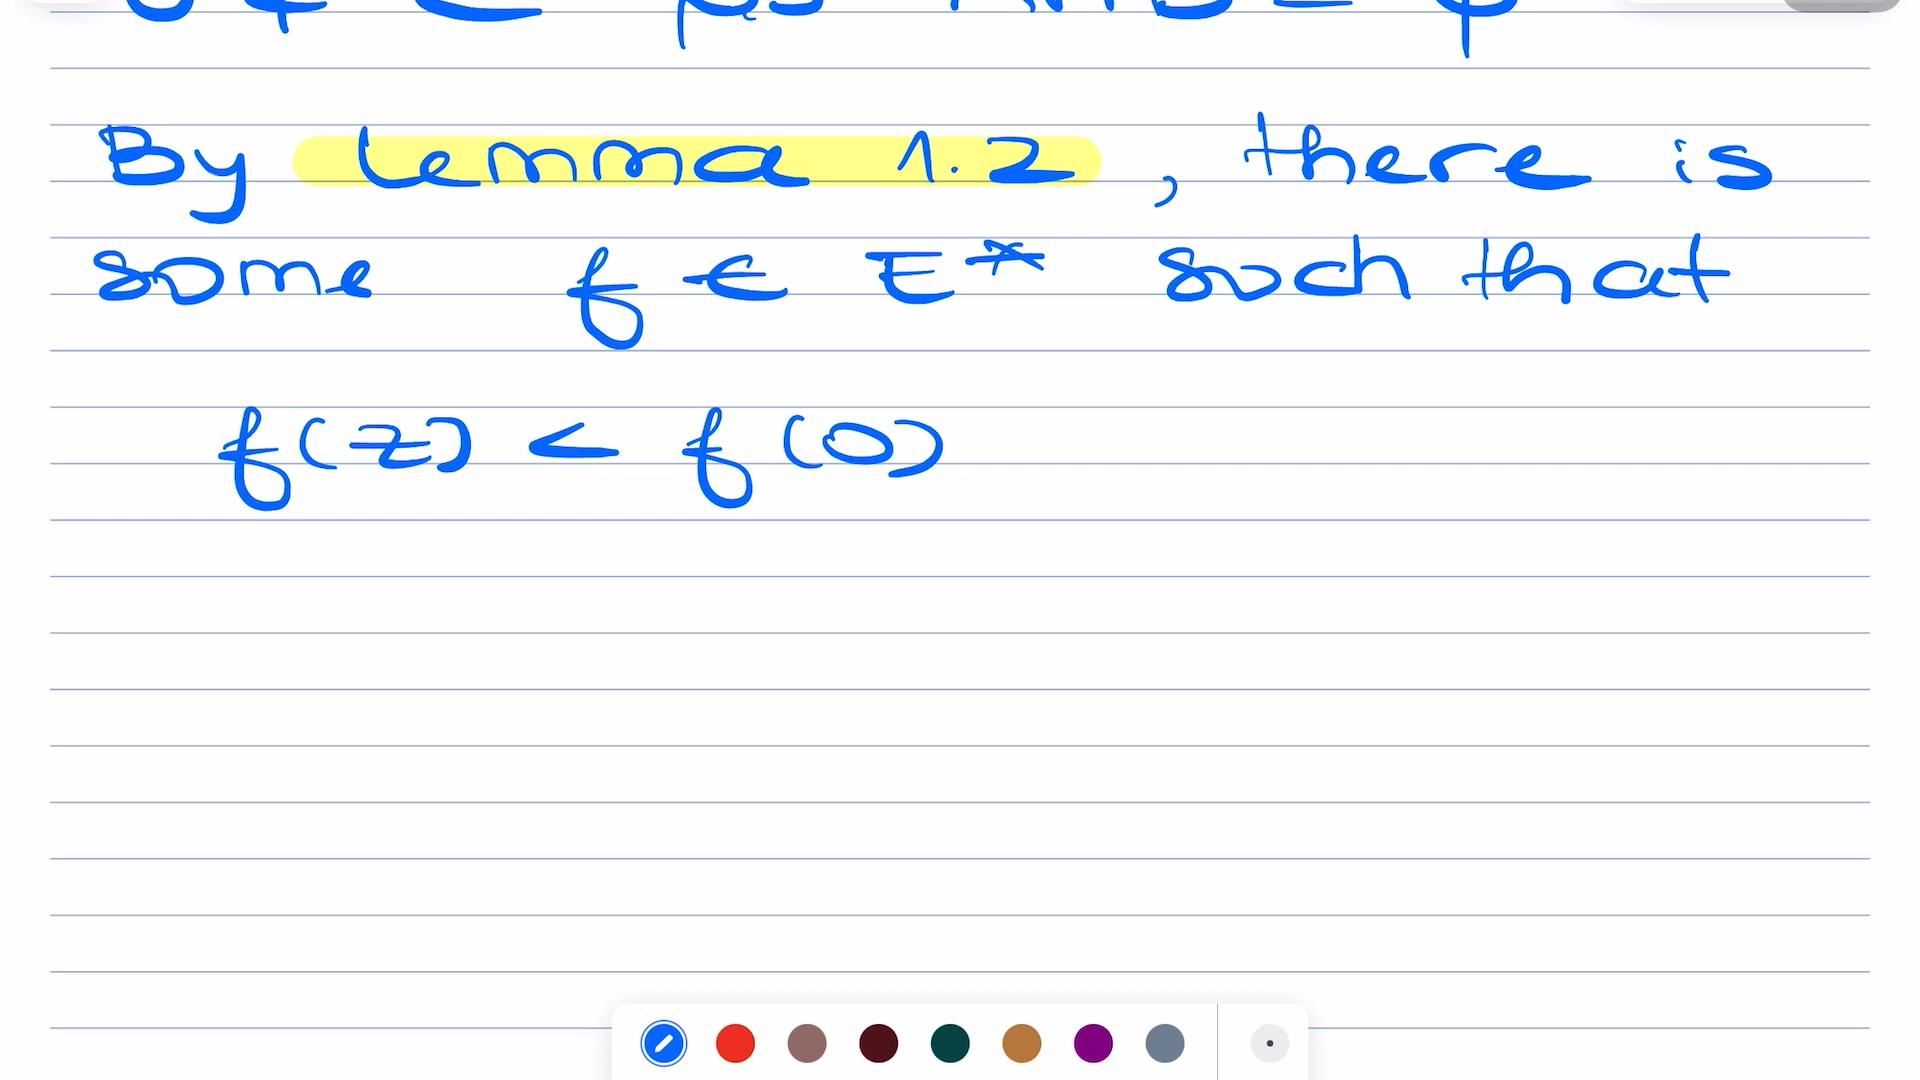 By Lemma 1.2, there is
some f ∈ E* such that
f(z) < f(0)